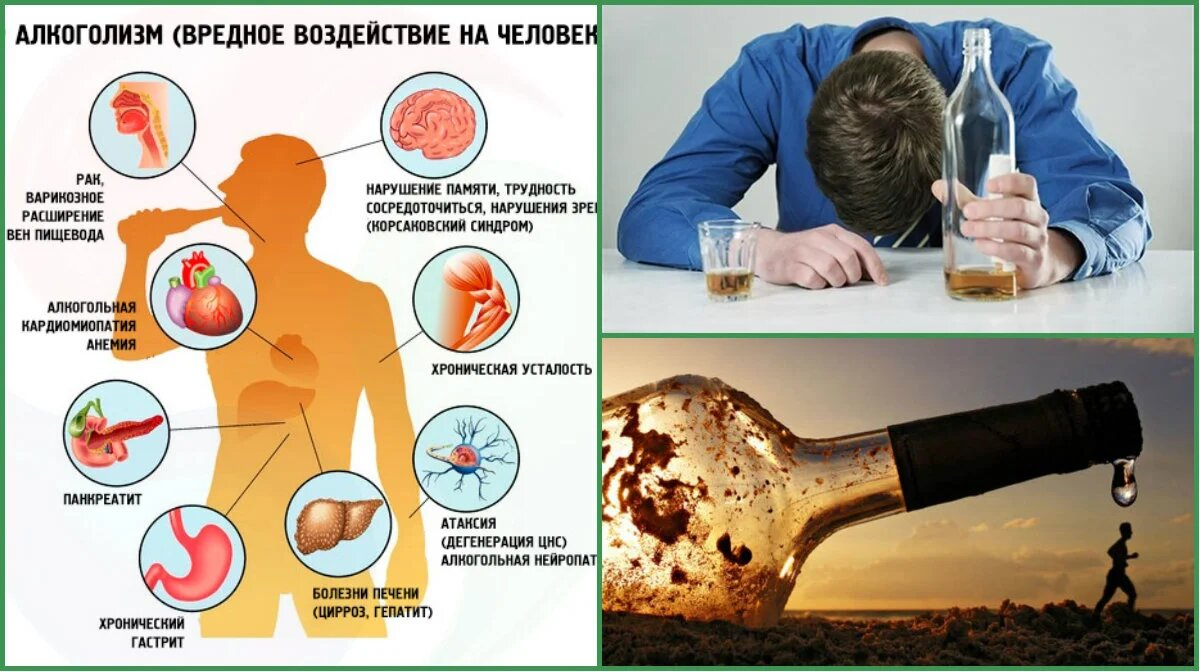 АЛКОГОЛИЗМ (ВРЕДНОЕ ВОЗДЕЙСТВИЕ НА ЧЕЛОВЕК
РАК,
ВАРИКОЗНОЕ
РАСШИРЕНИЕ
ВЕН ПИЩЕВОДА
НАРУШЕНИЕ ПАМЯТИ, ТРУДНОСТЬ
СОСРЕДОТОЧИТЬСЯ, НАРУШЕНИЯ ЗРЕ
(КОРСАКОВСКИЙ СИНДРОМ)
АЛКОГОЛЬНАЯ
КАРДИОМИОПАТИЯ
АНЕМИЯ
ХРОНИЧЕСКАЯ УСТАЛОСТЬ
ПАНКРЕАТИТ
АТАКСИЯ
(ДЕГЕНЕРАЦИЯ ЦНС)
АЛКОГОЛЬНАЯ НЕЙРОПАТ
БОЛЕЗНИ ПЕЧЕНИ
(ЦИРРОЗ, ГЕПАТИТ)
ХРОНИЧЕСКИЙ
ГАСТРИТ